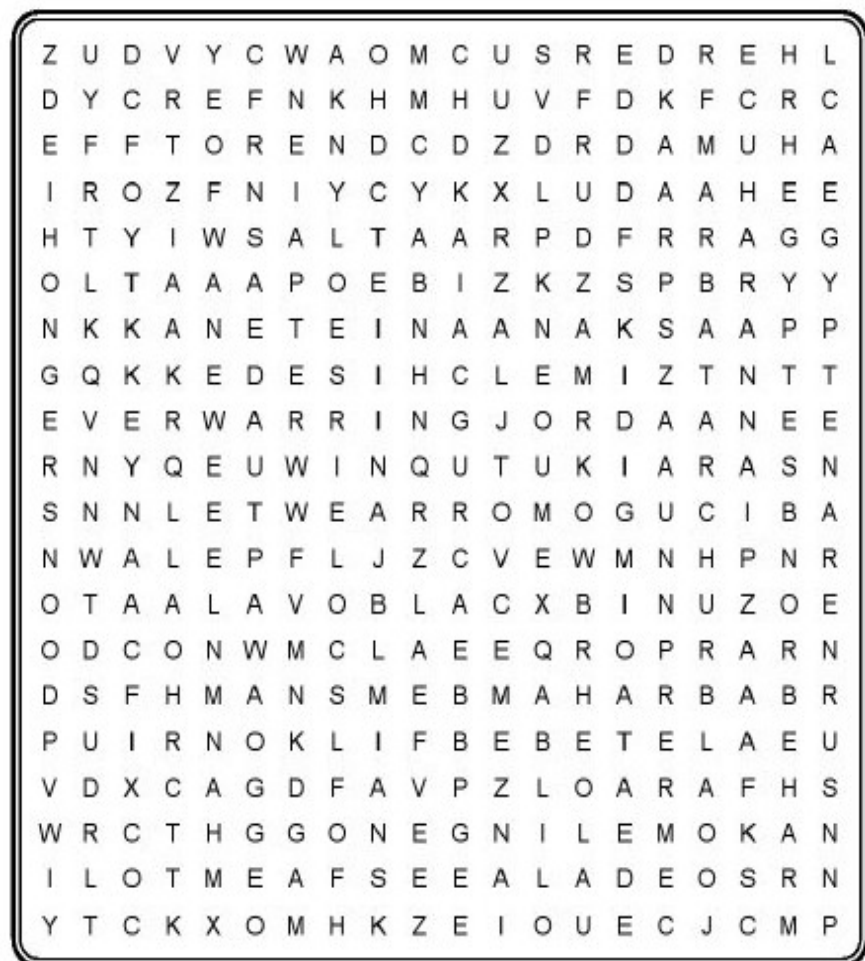 Z U D V Y C W A O M C U S R E D R E H L
D Y C R E F N K H M H U V F D K F C R C
E F F T O R E N D C D Z D R D A M U H A
I R O Z F N I Y C Y K X L U D A A H E E
H T Y I W S A L T A A R P D F R R A G G
O L T A A A P O E B I Z K Z S P B R Y Y
N K K A N E T E I N A A N A K S A A P P
G Q K K E D E S I H C L E M I Z T N T T
E V E R W A R R I N G J O R D A A N E E
R N Y Q E U W I N Q U T U K I A R A S N
S N N L E T W E A R R O M O G U C I B A
N W A L E P F L J Z C V E W M N H P N R
O T A A L A V O B L A C X B I N U Z O E
O D C O N W M C L A E E Q R O P R A R N
D S F H M A N S M E B M A H A R B A B R
P U I R N O K L I F B E B E T E L A E U
V D X C A G D F A V P Z L O A R A F H S
W R C T H G G O N E G N I L E M O K A N
I L O T M E A F S E E A L A D E O S R N
Y T C K X O M H K Z E I O U E C J C M P